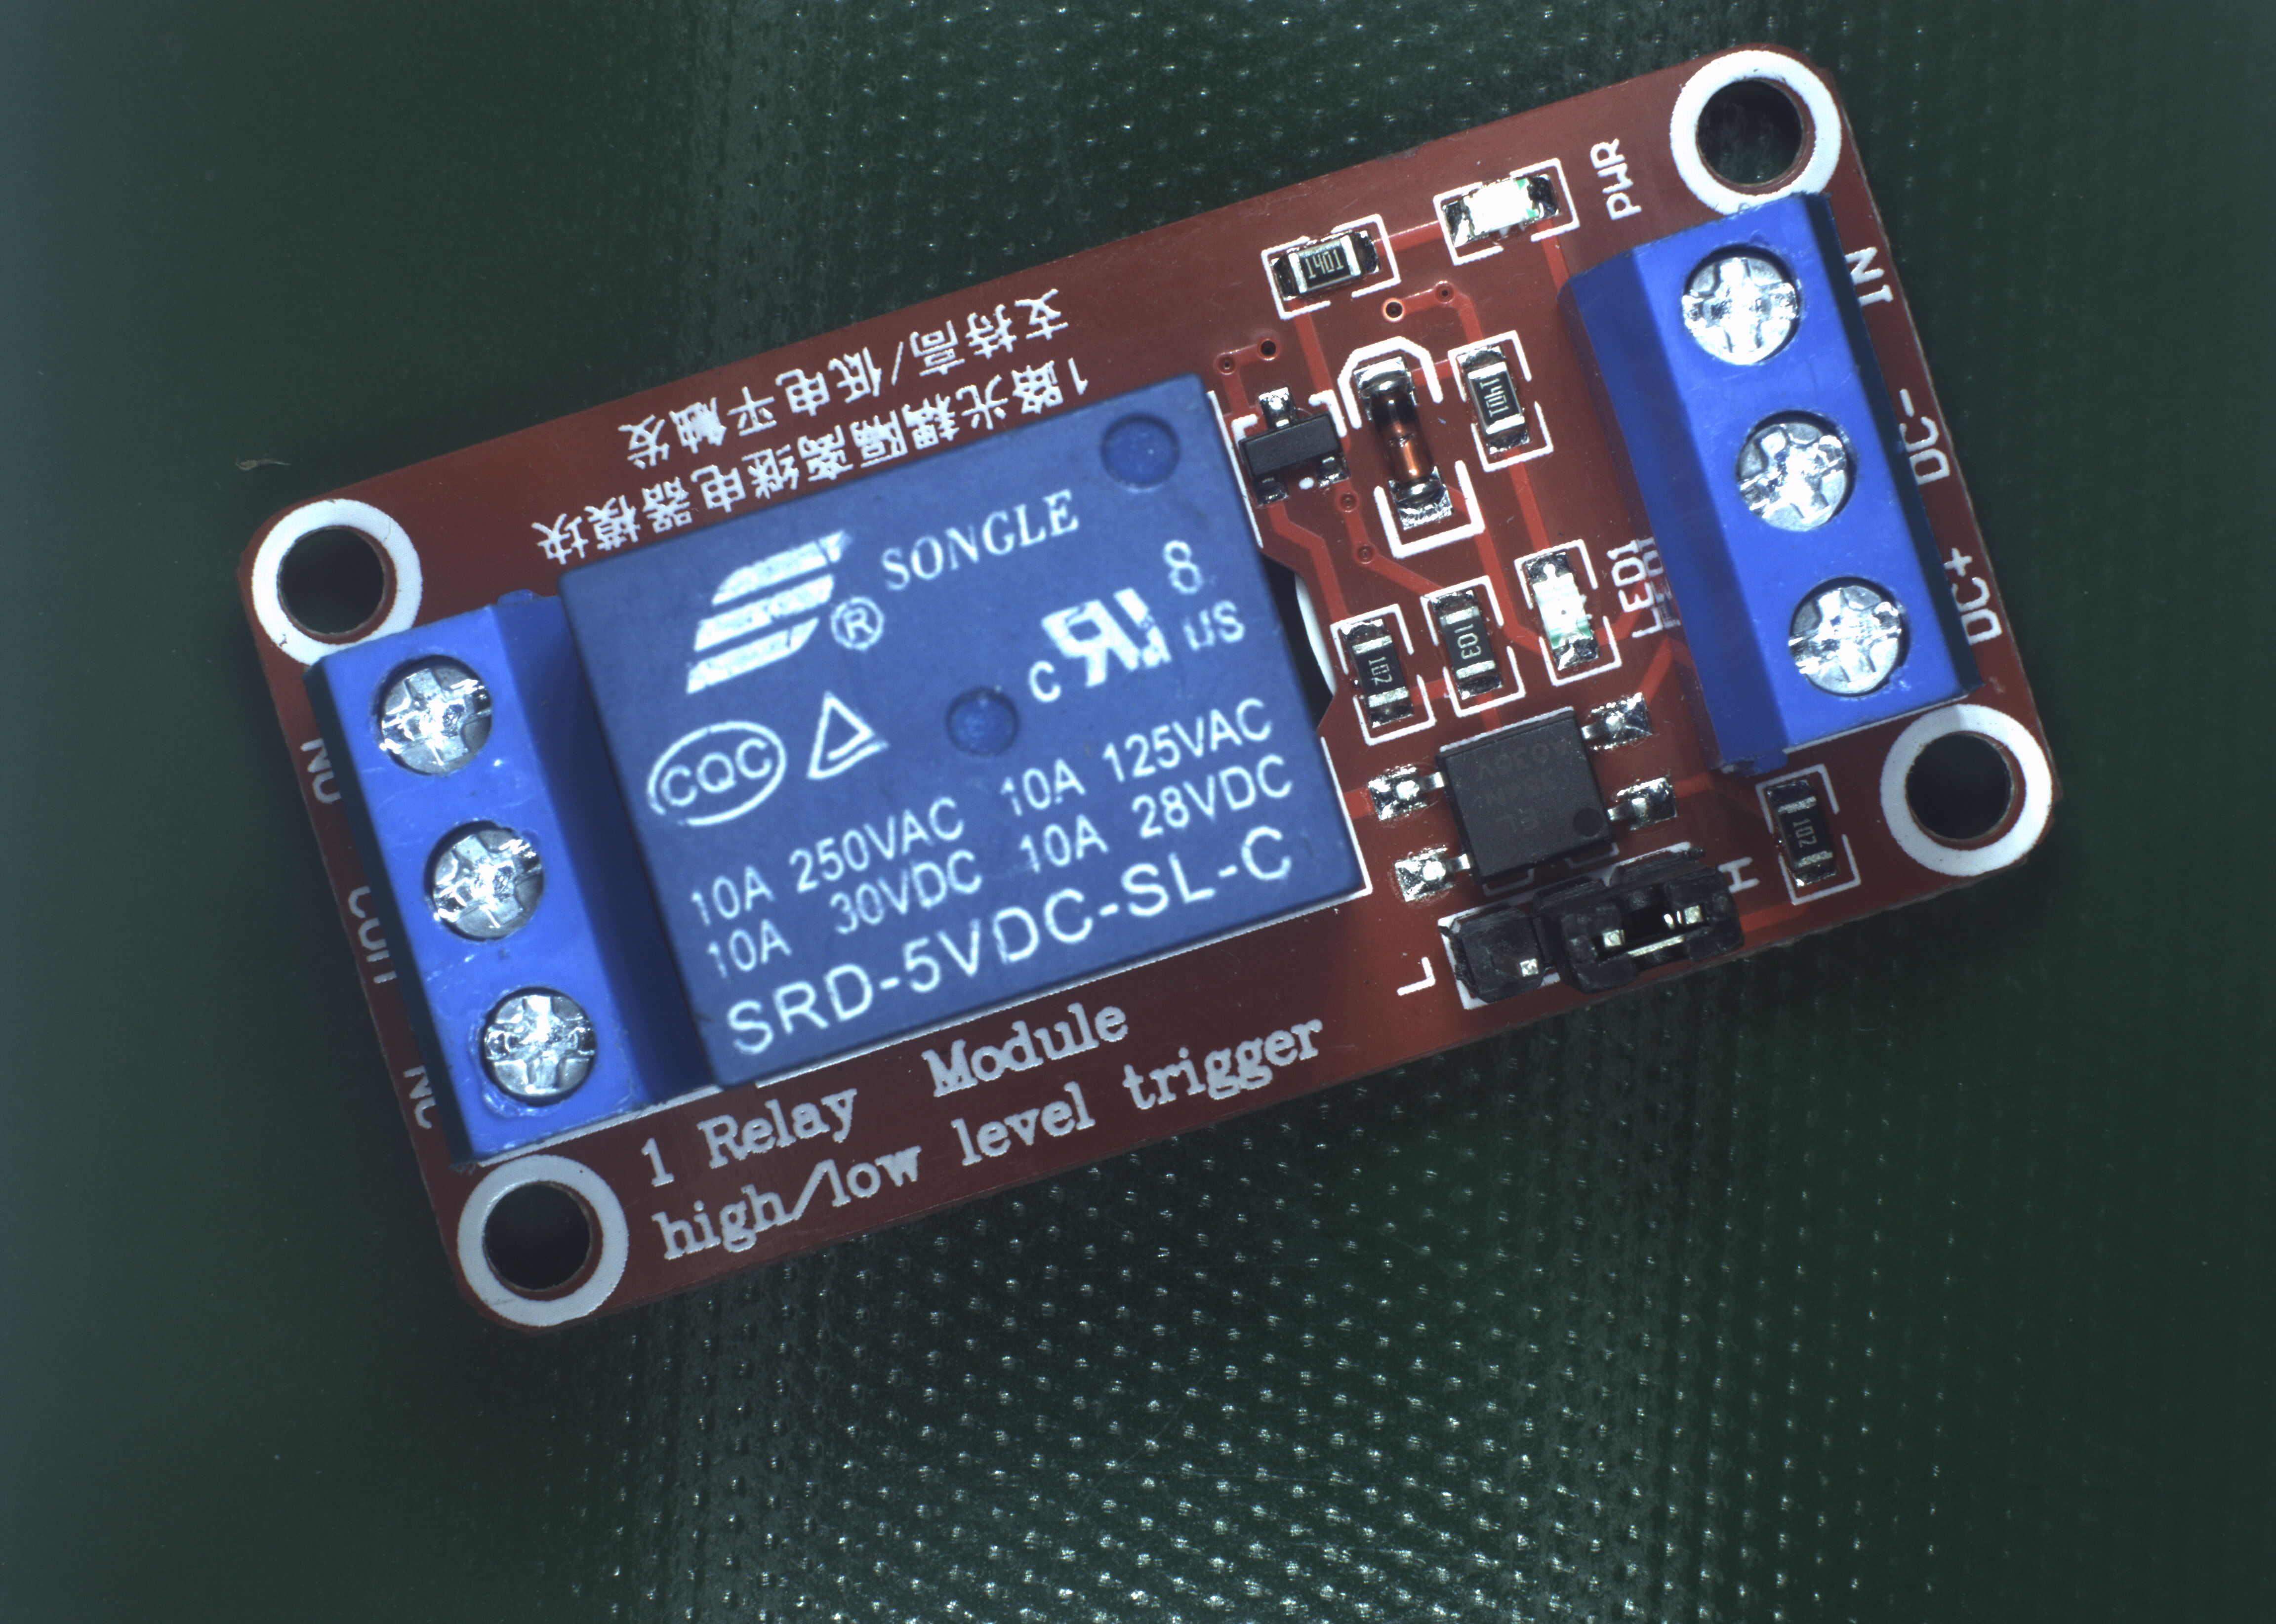 支持高/低电平触发
1路光耦隔离继电器模块
SONGLE
®
8
c US
CQC
10A 250VAC 10A 125VAC
10A 30VDC 10A 28VDC
SRD-5VDC-SL-C
1 Relay Module
high/low level trigger
PWR
IN
DC-
DC+
LED1
1401
1401
103
102
H
L
NO
COM
NC